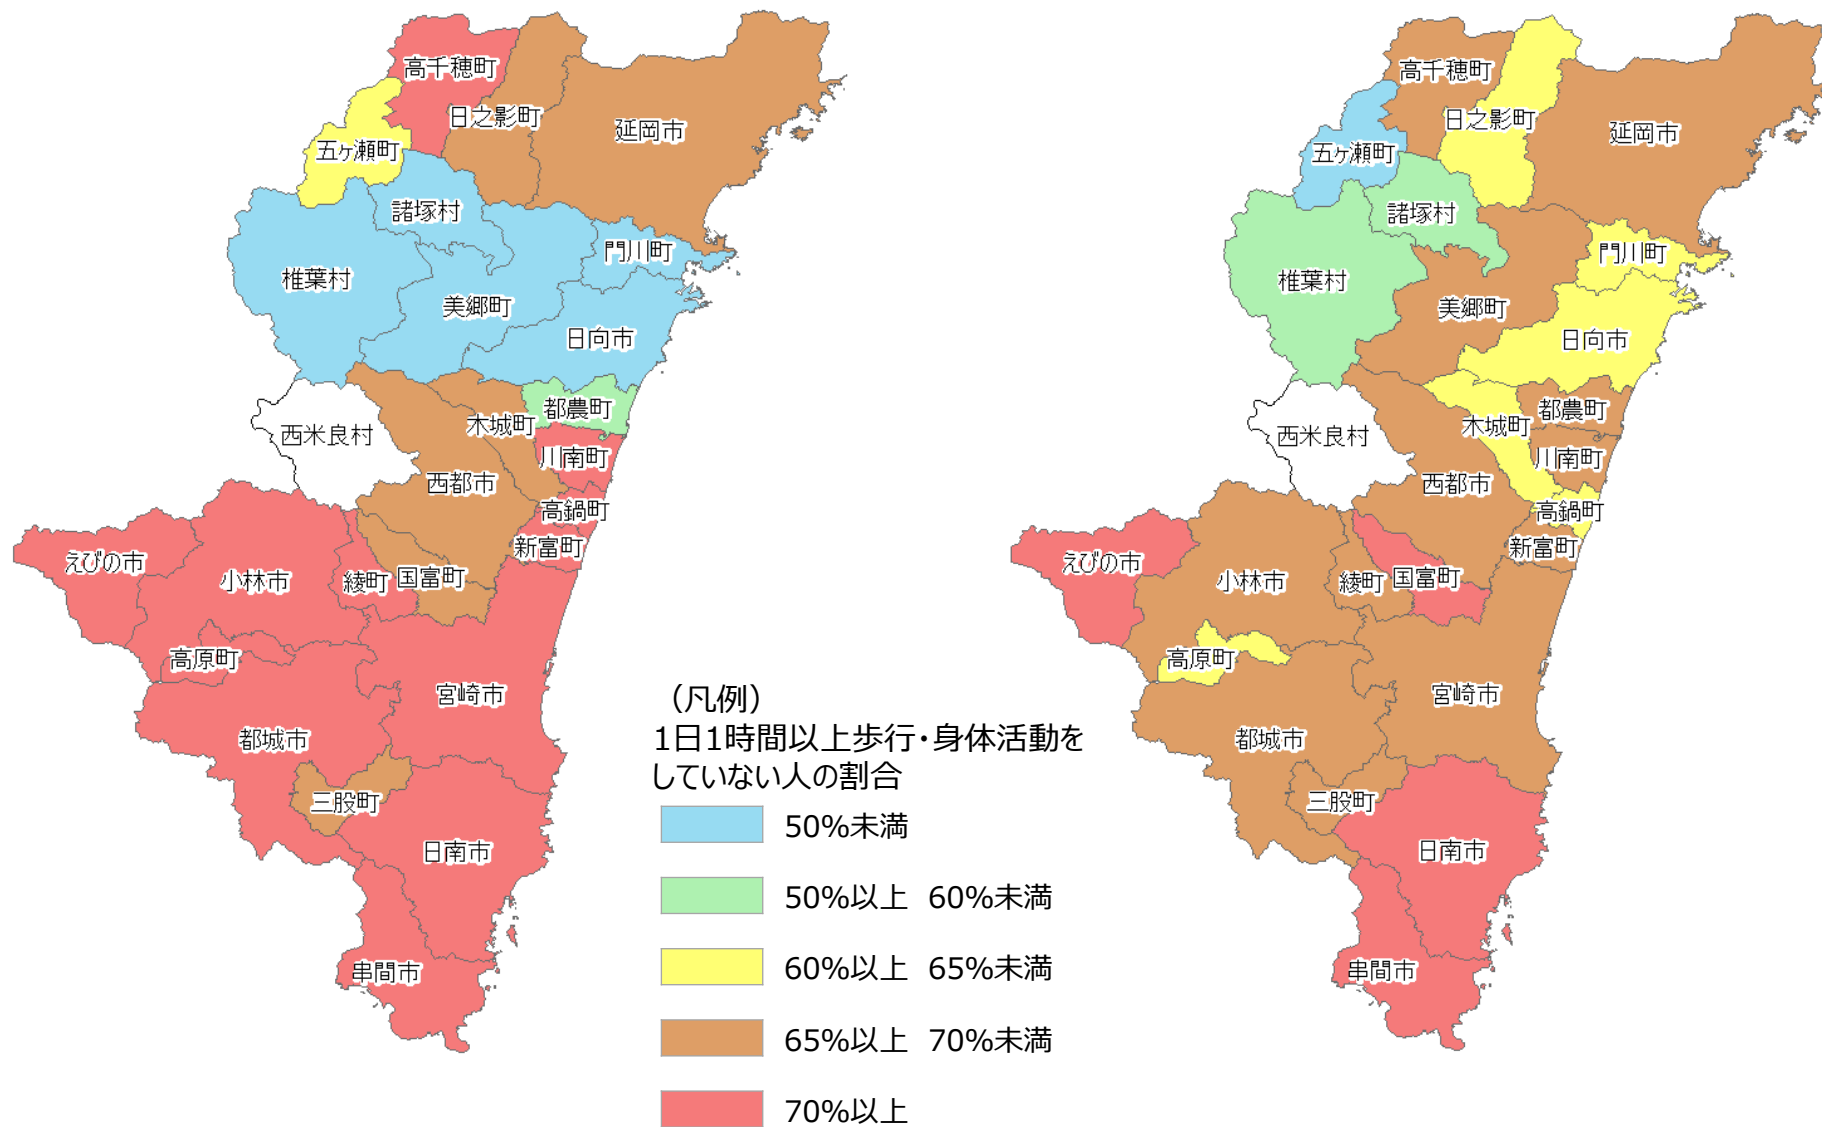 高千穂町
日之影町
延岡市
五ヶ瀬町
諸塚村
門川町
椎葉村
美郷町
日向市
都農町
木城町
西米良村
川南町
西都市
高鍋町
新富町
えびの市
小林市
綾町
国富町
高原町
宮崎市
都城市
三股町
日南市
串間市
（凡例）
1日1時間以上歩行・身体活動を
していない人の割合
50%未満
50%以上 60%未満
60%以上 65%未満
65%以上 70%未満
70%以上
高千穂町
日之影町
延岡市
五ヶ瀬町
諸塚村
門川町
椎葉村
美郷町
日向市
都農町
木城町
西米良村
川南町
西都市
高鍋町
新富町
えびの市
小林市
綾町
国富町
高原町
宮崎市
都城市
三股町
日南市
串間市